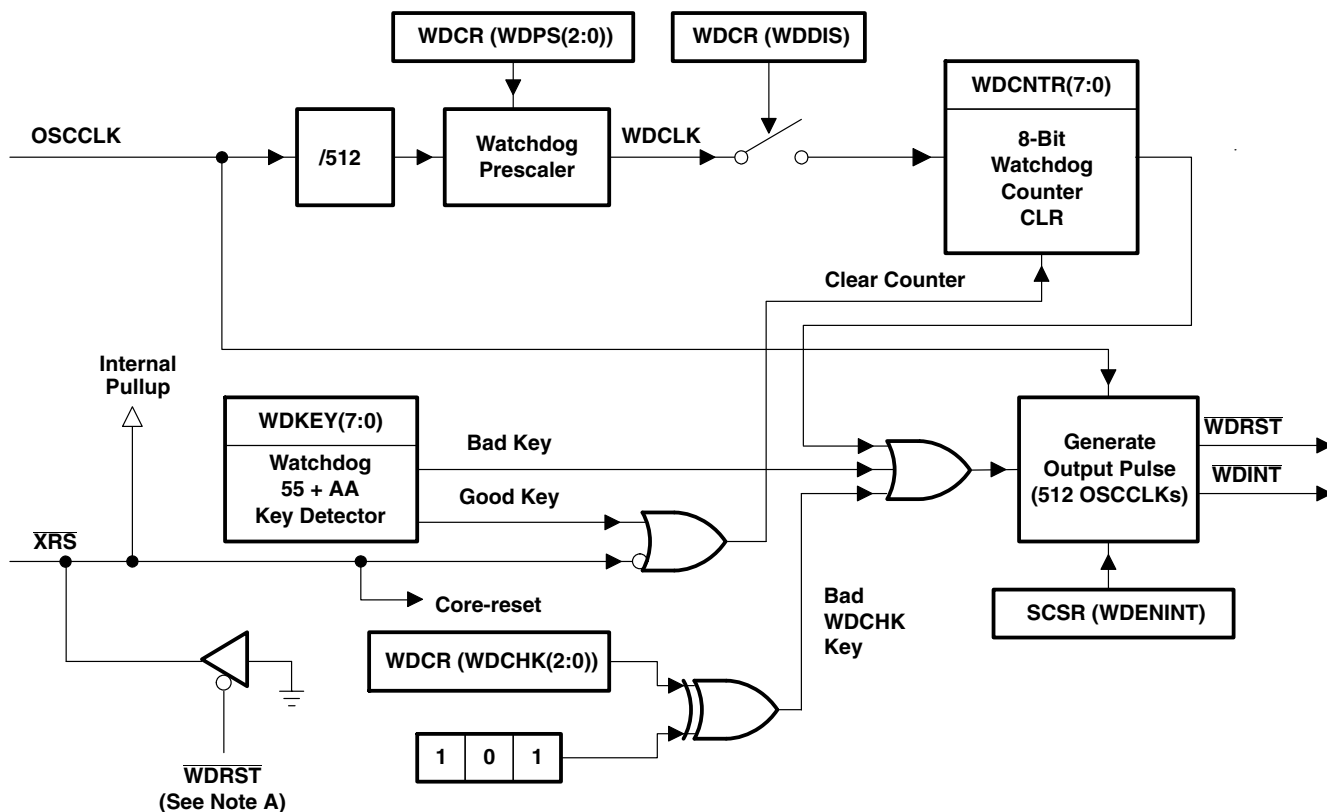 WDCR (WDPS(2:0))
WDCR (WDDIS)
WDCNTR(7:0)
OSCCLK
/512
Watchdog
Prescaler
WDCLK
8-Bit
Watchdog
Counter
CLR
Clear Counter
Internal
Pullup
WDKEY(7:0)
Watchdog
55 + AA
Key Detector
Bad Key
Good Key
Generate
Output Pulse
(512 OSCCLKs)
WDRST
WDINT
XRS
Core-reset
WDCR (WDCHK(2:0))
Bad
WDCHK
Key
SCSR (WDENINT)
1 0 1
WDRST
(See Note A)